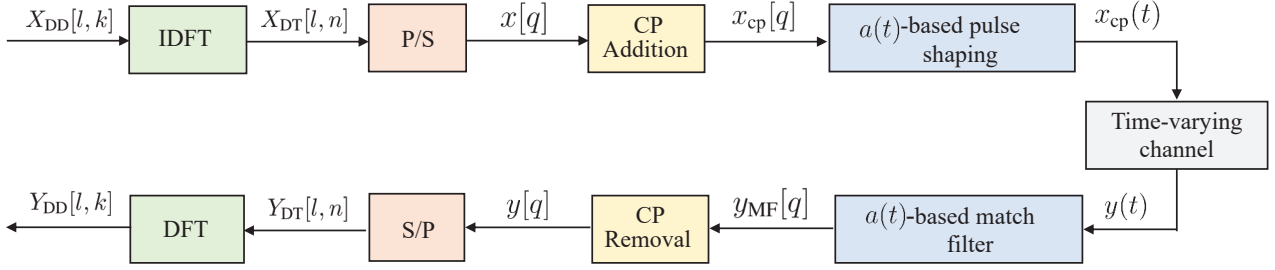 X_DD[l, k]
IDFT
X_DT[l, n]
P/S
x[q]
CP
Addition
x_cp[q]
a(t)-based pulse
shaping
x_cp(t)
Time-varying
channel
Y_DD[l, k]
DFT
Y_DT[l, n]
S/P
y[q]
CP
Removal
y_MF[q]
a(t)-based match
filter
y(t)